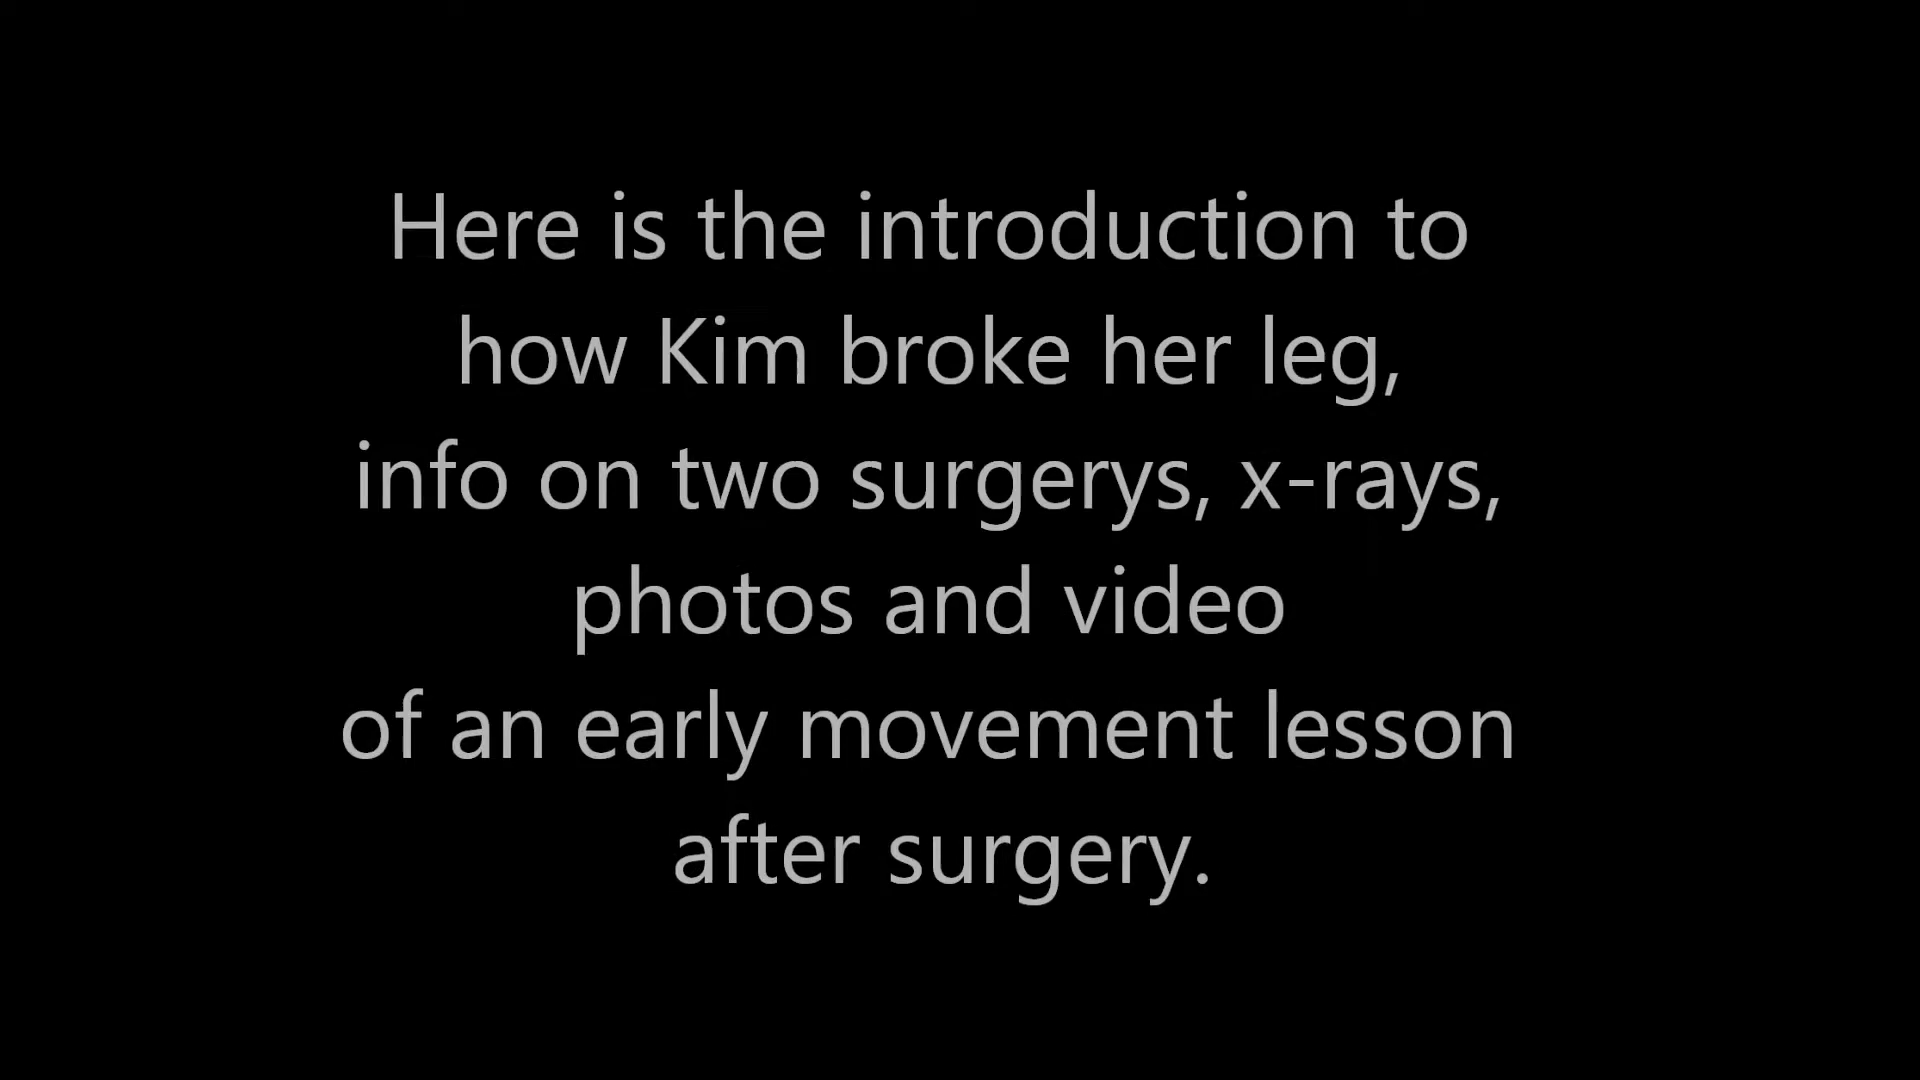 Here is the introduction to
how Kim broke her leg,
info on two surgerys, x-rays,
photos and video
of an early movement lesson
after surgery.